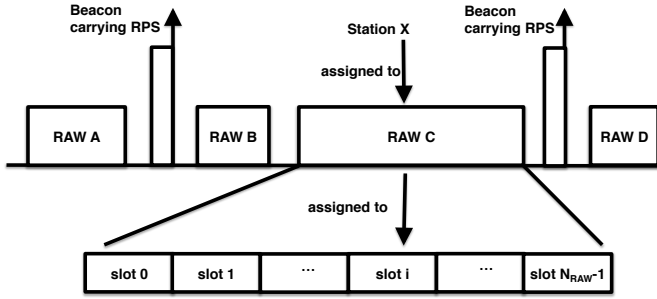 Beacon
carrying RPS
Station X
Beacon
carrying RPS
assigned to
RAW A
RAW B
RAW C
RAW D
assigned to
slot 0
slot 1
...
slot i
...
slot N_RAW-1